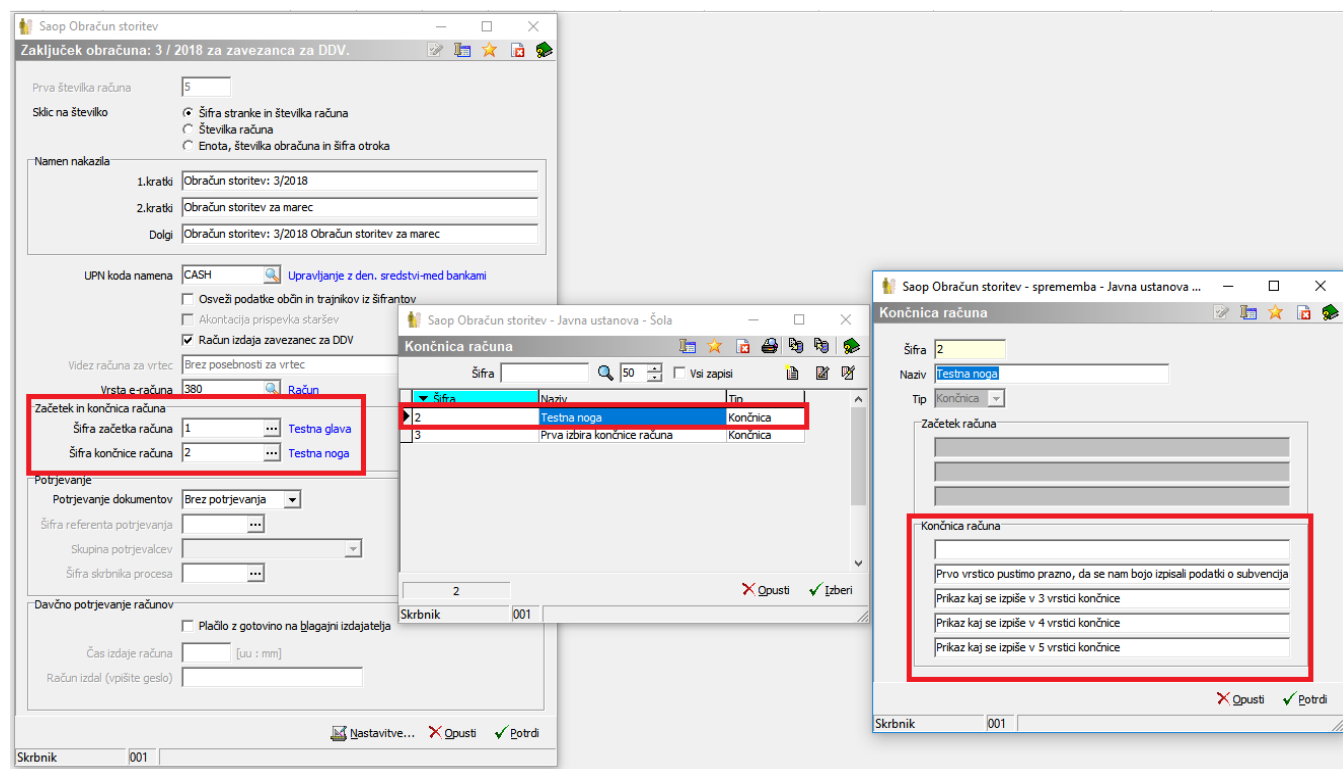 Saop Obračun storitev
Zaključek obračuna: 3 / 2018 za zavezanca za DDV.
Prva številka računa 5
Sklic na številko Šifra stranke in številka računa
Številka računa
Enota, številka obračuna in šifra otroka
Namen nakazila
1.kratki Obračun storitev: 3/2018
2.kratki Obračun storitev za marec
Dolgi Obračun storitev: 3/2018 Obračun storitev za marec
UPN koda namena CASH Upravljanje z den. sredstvi-med bankami
Osveži podatke občin in trajnikov iz šifrantov
Akontacija prispevka staršev
Račun izdaja zavezanec za DDV
Videz računa za vrtec Brez posebnosti za vrtec
Vrsta e-računa 380 Račun
Začetek in končnica računa
Šifra začetka računa 1 ... Testna glava
Šifra končnice računa 2 ... Testna noga
Potrjevanje
Potrjevanje dokumentov Brez potrjevanja
Šifra referenta potrjevanja ...
Skupina potrjevalcev
Šifra skrbnika procesa ...
Davčno potrjevanje računov
Plačilo z gotovino na blagajni izdajatelja
Čas izdaje računa [uu : mm]
Račun izdal (vpišite geslo)
Nastavitve... Opusti Potrdi
Skrbnik 001
Saop Obračun storitev - Javna ustanova - Šola
Končnica računa
Šifra 50 Vsi zapisi
Šifra Naziv Tip
2 Testna noga Končnica
3 Prva izbira končnice računa Končnica
2 Opusti Izberi
Skrbnik 001
Saop Obračun storitev - sprememba - Javna ustanova ...
Končnica računa
Šifra 2
Naziv Testna noga
Tip Končnica
Začetek računa
Končnica računa
Prvo vrstico pustimo prazno, da se nam bojo izpisali podatki o subvencija
Prikaz kaj se izpiše v 3 vrstici končnice
Prikaz kaj se izpiše v 4 vrstici končnice
Prikaz kaj se izpiše v 5 vrstici končnice
Opusti Potrdi
Skrbnik 001